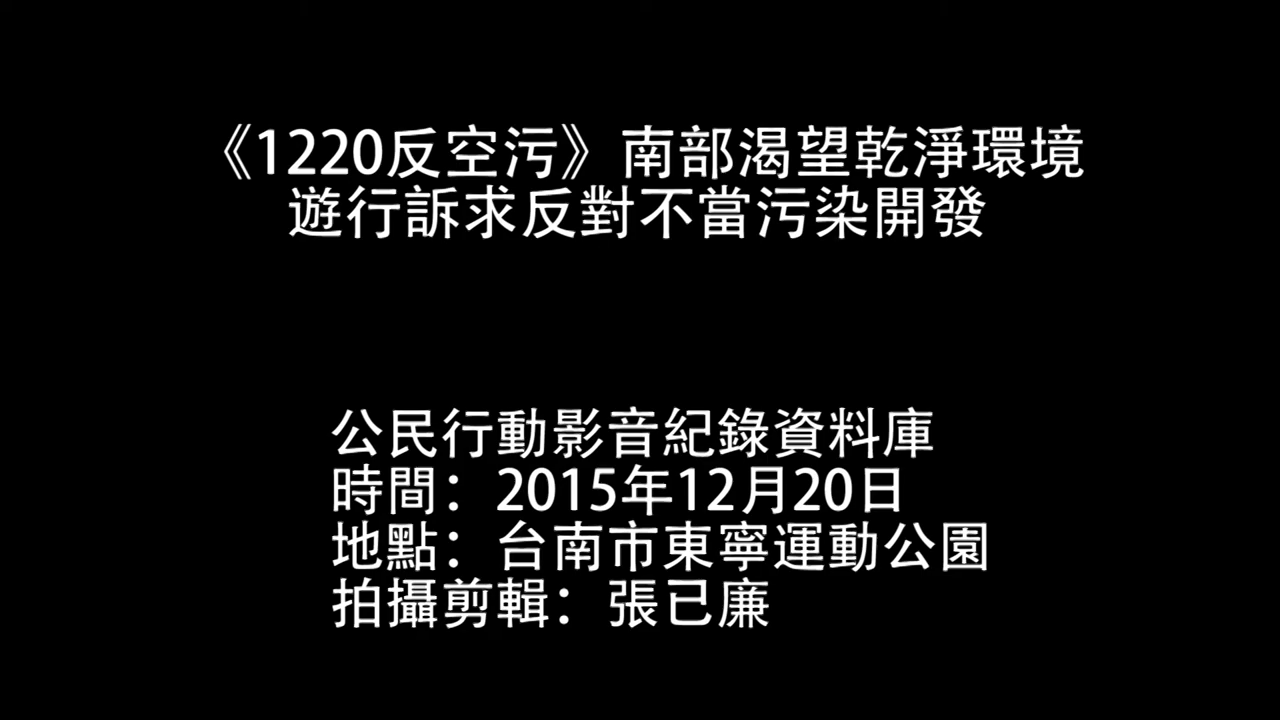 《1220反空污》南部渴望乾淨環境
遊行訴求反對不當污染開發
公民行動影音紀錄資料庫
時間：2015年12月20日
地點：台南市東寧運動公園
拍攝剪輯：張已廉